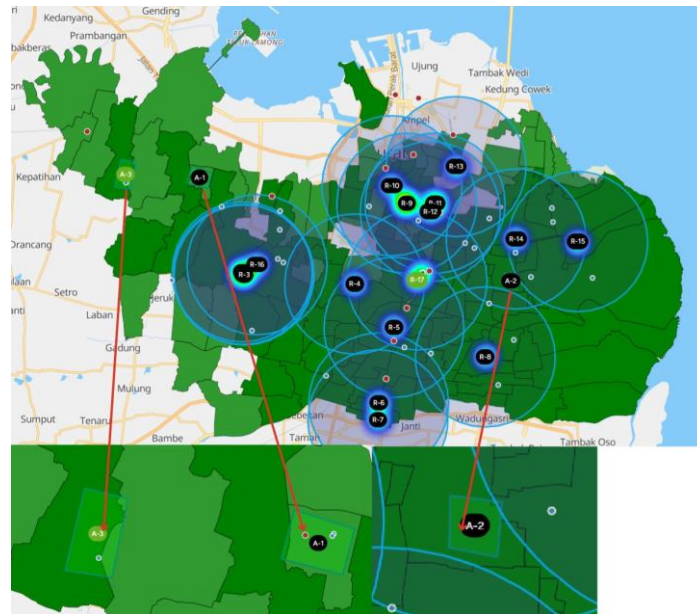 Kedanyang
Prambangan
Ujung
Tambak Wedi
Kedung Cowek
Ampel
Kepatihan
A-3
A-1
R-13
R-10
R-9
R-11
R-12
Drancang
R-14
R-15
R-16
R-3
R-17
R-4
A-2
Setro
Laban
R-5
Gadung
R-8
Mulung
R-6
R-7
Sumput
Tenaru
Bambe
Taman
Janti
Wadungasri
Tambak Oso
A-3
A-1
A-2